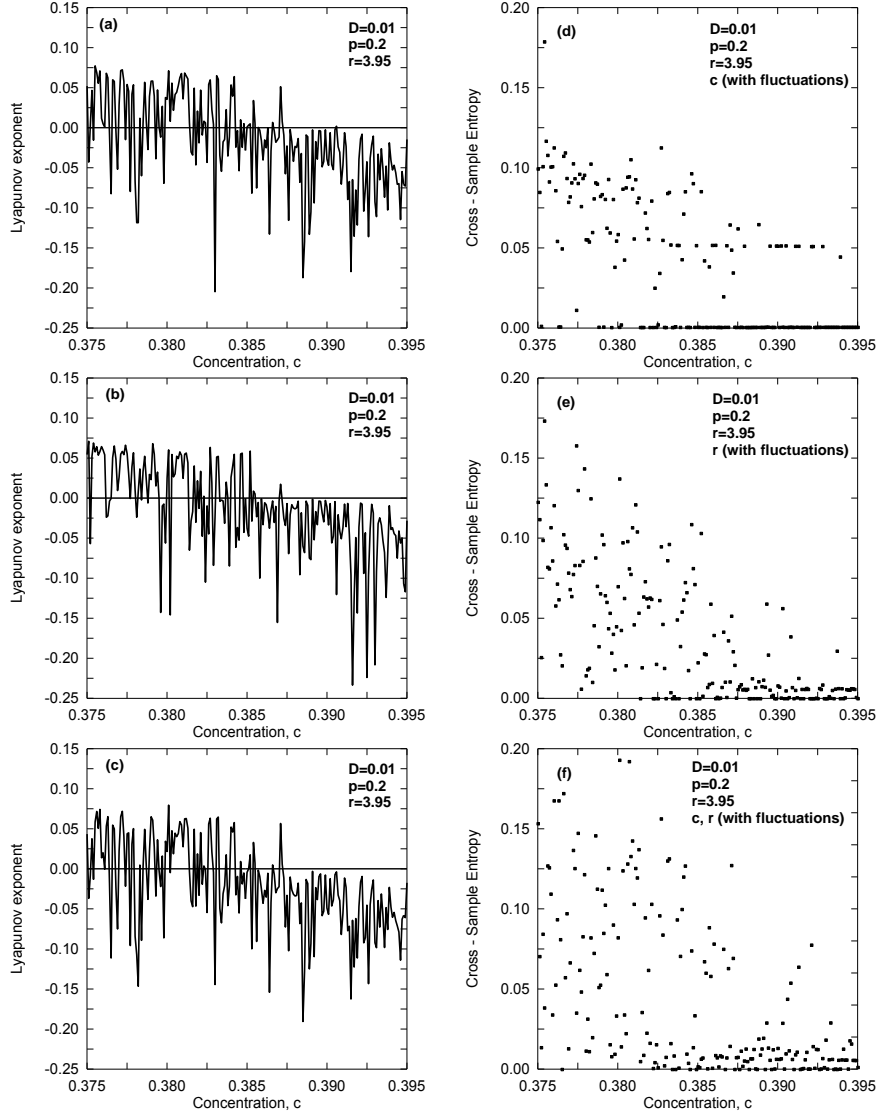 (a)
D=0.01
p=0.2
r=3.95
Lyapunov exponent
0.15
0.10
0.05
0.00
-0.05
-0.10
-0.15
-0.20
-0.25
0.375 0.380 0.385 0.390 0.395
Concentration, c
(d)
D=0.01
p=0.2
r=3.95
c (with fluctuations)
Cross - Sample Entropy
0.20
0.15
0.10
0.05
0.00
0.375 0.380 0.385 0.390 0.395
Concentration, c
(b)
D=0.01
p=0.2
r=3.95
Lyapunov exponent
0.15
0.10
0.05
0.00
-0.05
-0.10
-0.15
-0.20
-0.25
0.375 0.380 0.385 0.390 0.395
Concentration, c
(e)
D=0.01
p=0.2
r=3.95
r (with fluctuations)
Cross - Sample Entropy
0.20
0.15
0.10
0.05
0.00
0.375 0.380 0.385 0.390 0.395
Concentration, c
(c)
D=0.01
p=0.2
r=3.95
Lyapunov exponent
0.15
0.10
0.05
0.00
-0.05
-0.10
-0.15
-0.20
-0.25
0.375 0.380 0.385 0.390 0.395
Concentration, c
(f)
D=0.01
p=0.2
r=3.95
c, r (with fluctuations)
Cross - Sample Entropy
0.20
0.15
0.10
0.05
0.00
0.375 0.380 0.385 0.390 0.395
Concentration, c